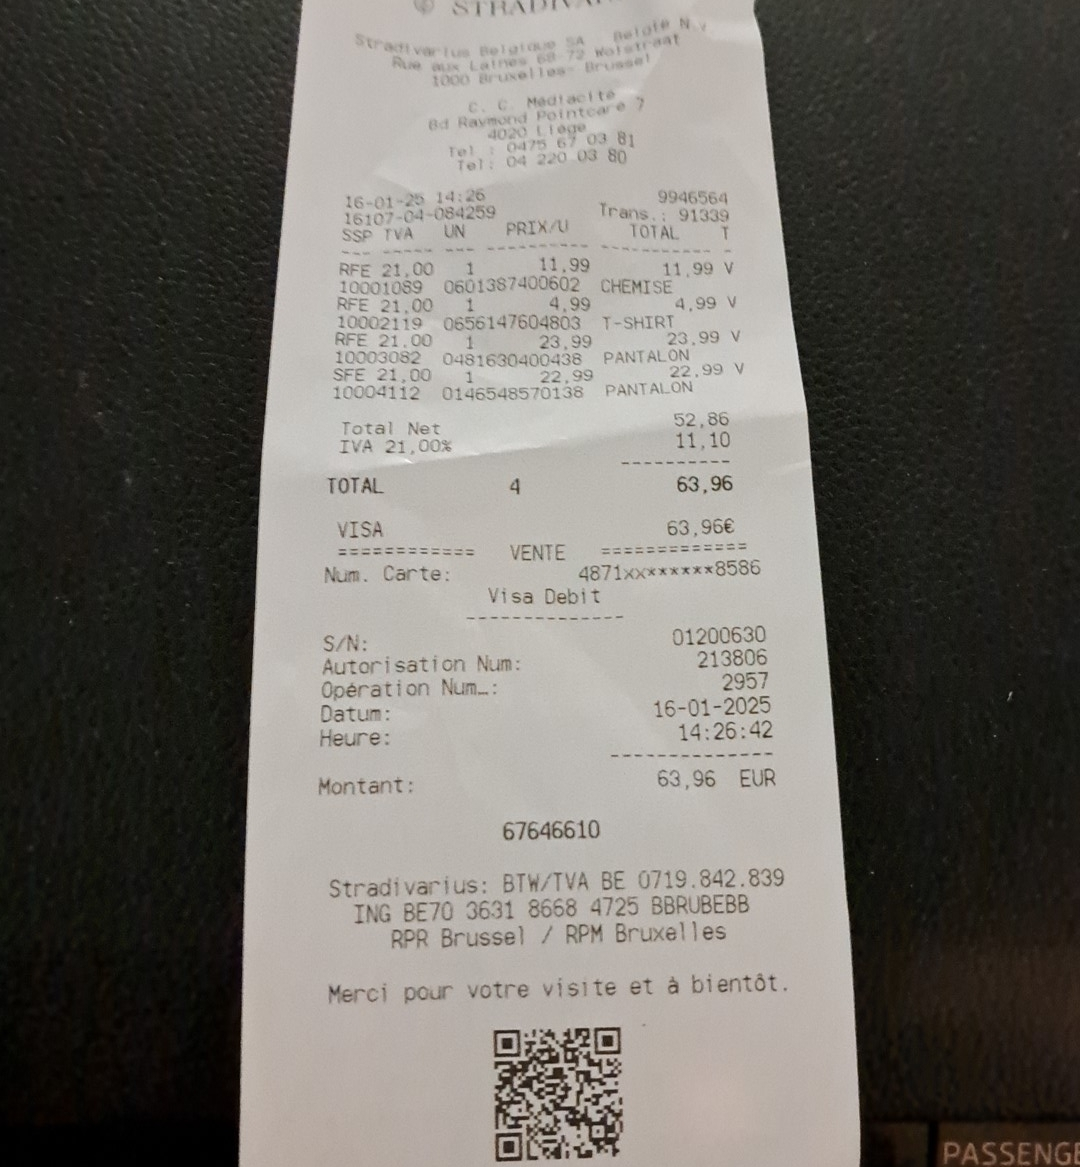 Stradivarius Belgique SA Belgïe N.v
Rue aux Laines 68-72 Wolstraat
1000 Bruxelles- Brussel
C. C. Médiacité
Bd Raymond Pointcaré 7
4020 Liège
Tel : 0475 67 03 81
Tel: 04 220 03 80
16-01-25 14:26 9946564
16107-04-084259 Trans.: 91339
SSP TVA UN PRIX/U TOTAL T
--- ----- --- ---------- ----------- --
RFE 21,00 1 11,99 11,99 V
10001089 0601387400602 CHEMISE
RFE 21,00 1 4,99 4,99 V
10002119 0656147604803 T-SHIRT
RFE 21,00 1 23,99 23,99 V
10003082 0481630400438 PANTALON
SFE 21,00 1 22,99 22,99 V
10004112 0146548570138 PANTALON
Total Net 52,86
IVA 21,00% 11,10
----------
TOTAL 4 63,96
VISA 63,96€
============ VENTE =============
Num. Carte: 4871xx******8586
Visa Debit
--------------
S/N: 01200630
Autorisation Num: 213806
Opération Num…: 2957
Datum: 16-01-2025
Heure: 14:26:42
--------------
Montant: 63,96 EUR
67646610
Stradivarius: BTW/TVA BE 0719.842.839
ING BE70 3631 8668 4725 BBRUBEBB
RPR Brussel / RPM Bruxelles
Merci pour votre visite et à bientôt.